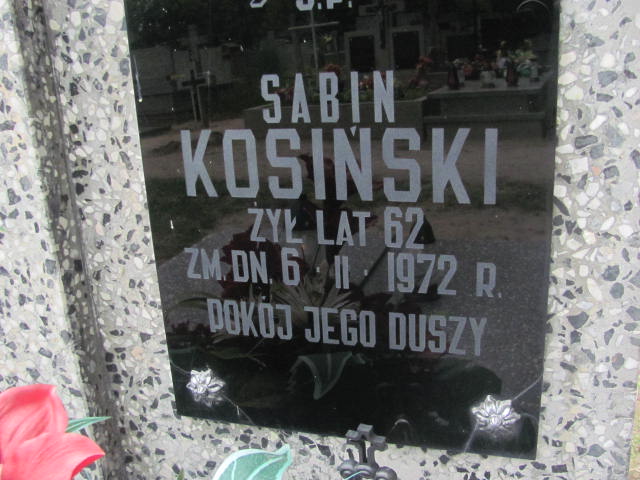 Ś.P.
SABIN
KOSIŃSKI
ŻYŁ LAT 62
ZM. DN. 6 · II · 1972 R.
POKÓJ JEGO DUSZY